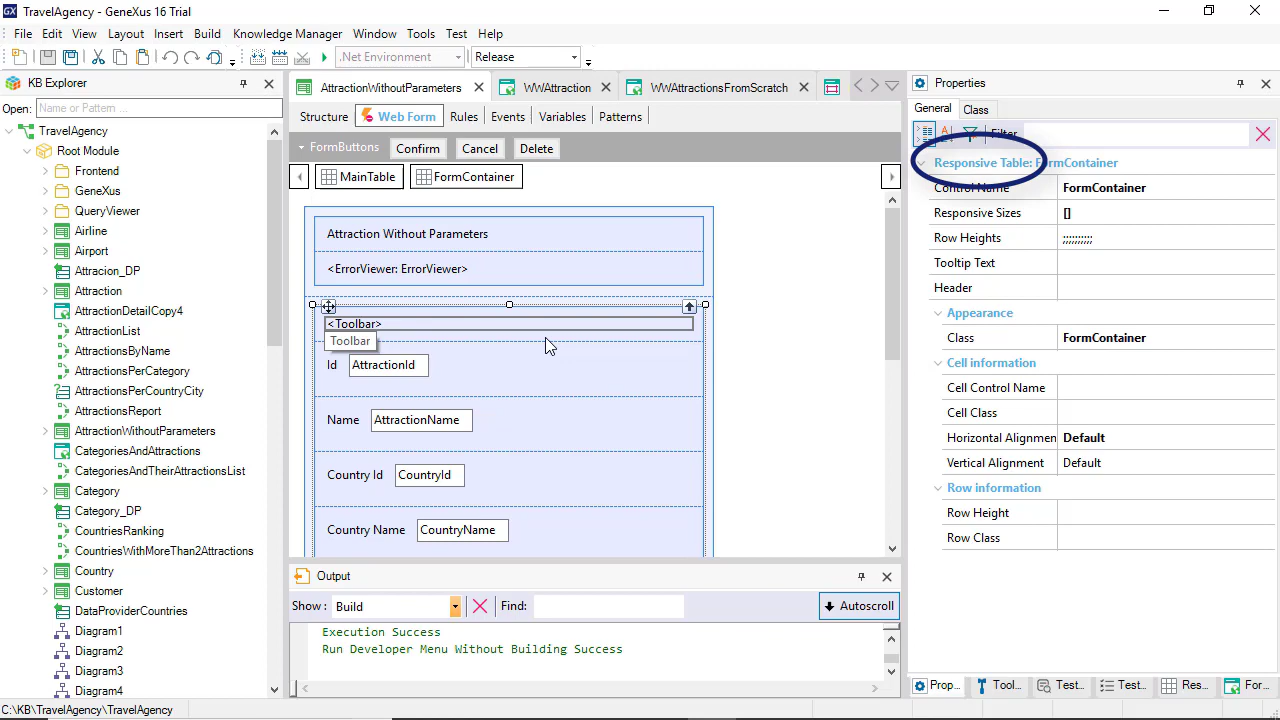 TravelAgency - GeneXus 16 Trial
File Edit View Layout Insert Build Knowledge Manager Window Tools Test Help
.Net Environment Release
KB Explorer
Open: Name or Pattern ...
TravelAgency
Root Module
Frontend
GeneXus
QueryViewer
Airline
Airport
Attracion_DP
Attraction
AttractionDetailCopy4
AttractionList
AttractionsByName
AttractionsPerCategory
AttractionsPerCountryCity
AttractionsReport
AttractionWithoutParameters
CategoriesAndAttractions
CategoriesAndTheirAttractionsList
Category
Category_DP
CountriesRanking
CountriesWithMoreThan2Attractions
Country
Customer
DataProviderCountries
Diagram1
Diagram2
Diagram3
Diagram4
AttractionWithoutParameters WWAttraction WWAttractionsFromScratch
Structure Web Form Rules Events Variables Patterns
FormButtons Confirm Cancel Delete
MainTable FormContainer
Attraction Without Parameters
<ErrorViewer: ErrorViewer>
<Toolbar>
Toolbar
Id AttractionId
Name AttractionName
Country Id CountryId
Country Name CountryName
Output
Show: Build Find: Autoscroll
Execution Success
Run Developer Menu Without Building Success
Properties
General Class
Filter
Responsive Table: FormContainer
Control Name FormContainer
Responsive Sizes []
Row Heights ;;;;;;;;;;
Tooltip Text
Header
Appearance
Class FormContainer
Cell information
Cell Control Name
Cell Class
Horizontal Alignmen Default
Vertical Alignment Default
Row information
Row Height
Row Class
Prop... Tool... Test... Test... Res... For...
C:\KB\TravelAgency\TravelAgency